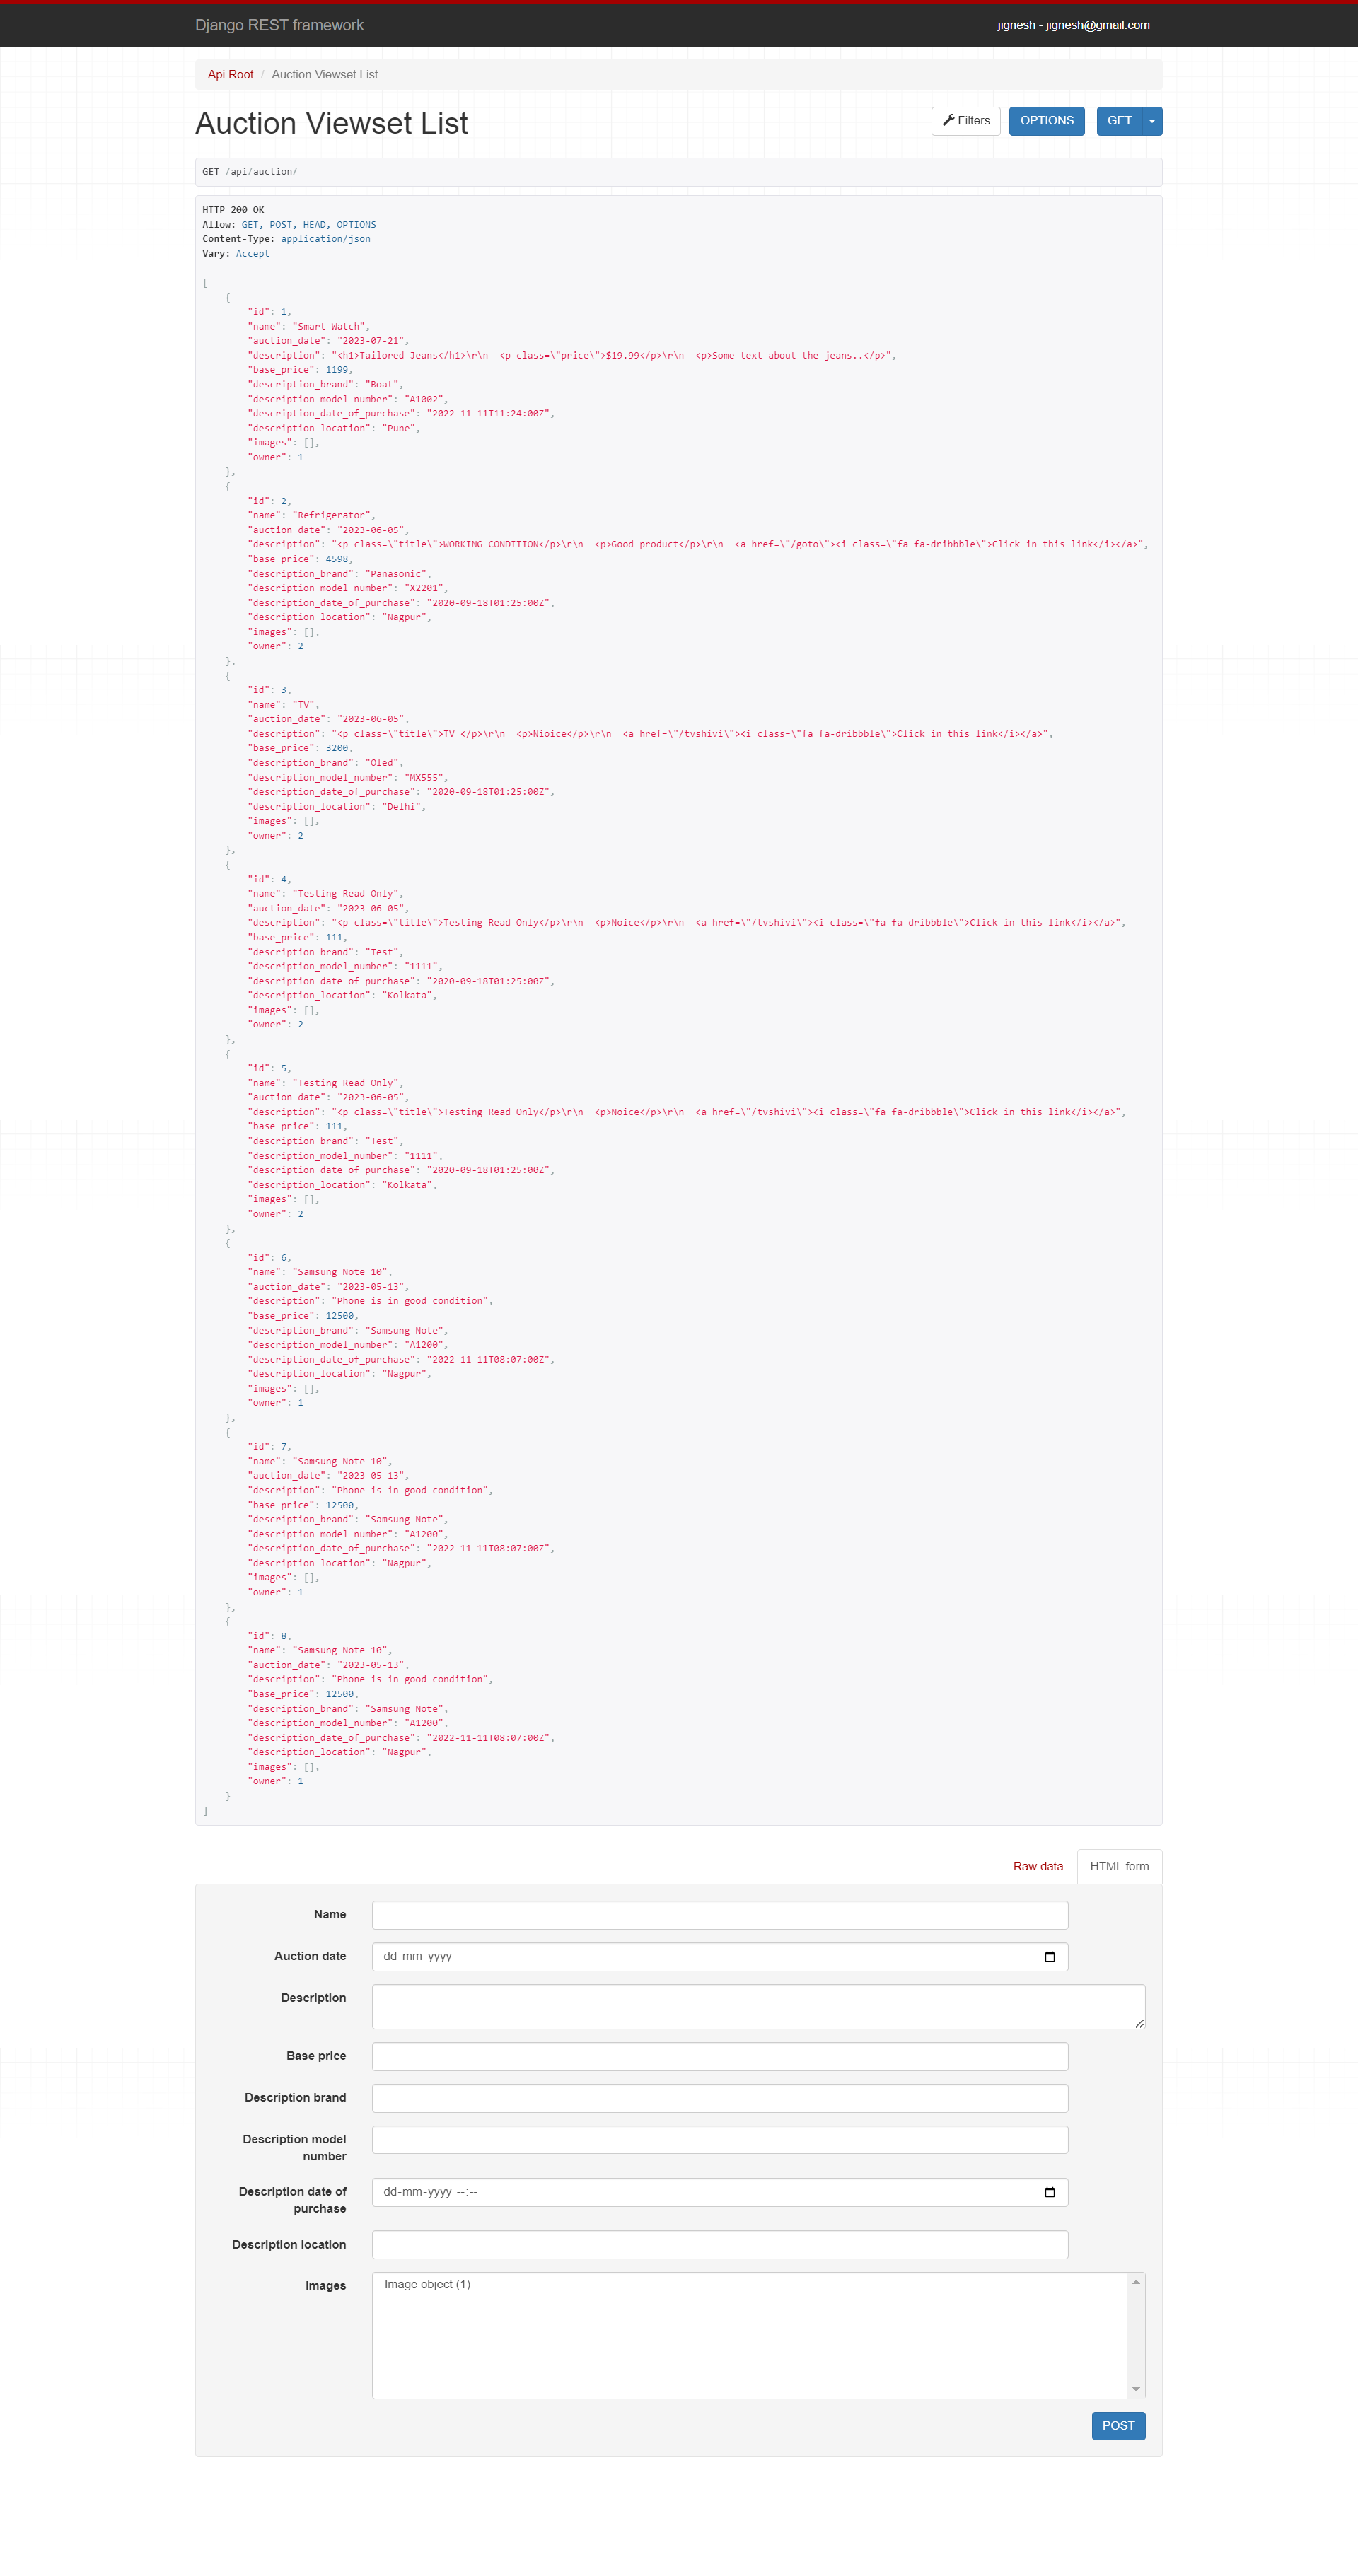 Django REST framework
jignesh - jignesh@gmail.com
Api Root / Auction Viewset List
Auction Viewset List
Filters
OPTIONS
GET
GET /api/auction/
HTTP 200 OK
Allow: GET, POST, HEAD, OPTIONS
Content-Type: application/json
Vary: Accept
[
    {
        "id": 1,
        "name": "Smart Watch",
        "auction_date": "2023-07-21",
        "description": "<h1>Tailored Jeans</h1>\r\n  <p class=\"price\">$19.99</p>\r\n  <p>Some text about the jeans..</p>",
        "base_price": 1199,
        "description_brand": "Boat",
        "description_model_number": "A1002",
        "description_date_of_purchase": "2022-11-11T11:24:00Z",
        "description_location": "Pune",
        "images": [],
        "owner": 1
    },
    {
        "id": 2,
        "name": "Refrigerator",
        "auction_date": "2023-06-05",
        "description": "<p class=\"title\">WORKING CONDITION</p>\r\n  <p>Good product</p>\r\n  <a href=\"/goto\"><i class=\"fa fa-dribbble\">Click in this link</i></a>",
        "base_price": 4598,
        "description_brand": "Panasonic",
        "description_model_number": "X2201",
        "description_date_of_purchase": "2020-09-18T01:25:00Z",
        "description_location": "Nagpur",
        "images": [],
        "owner": 2
    },
    {
        "id": 3,
        "name": "TV",
        "auction_date": "2023-06-05",
        "description": "<p class=\"title\">TV </p>\r\n  <p>Nioice</p>\r\n  <a href=\"/tvshivi\"><i class=\"fa fa-dribbble\">Click in this link</i></a>",
        "base_price": 3200,
        "description_brand": "Oled",
        "description_model_number": "MX555",
        "description_date_of_purchase": "2020-09-18T01:25:00Z",
        "description_location": "Delhi",
        "images": [],
        "owner": 2
    },
    {
        "id": 4,
        "name": "Testing Read Only",
        "auction_date": "2023-06-05",
        "description": "<p class=\"title\">Testing Read Only</p>\r\n  <p>Noice</p>\r\n  <a href=\"/tvshivi\"><i class=\"fa fa-dribbble\">Click in this link</i></a>",
        "base_price": 111,
        "description_brand": "Test",
        "description_model_number": "1111",
        "description_date_of_purchase": "2020-09-18T01:25:00Z",
        "description_location": "Kolkata",
        "images": [],
        "owner": 2
    },
    {
        "id": 5,
        "name": "Testing Read Only",
        "auction_date": "2023-06-05",
        "description": "<p class=\"title\">Testing Read Only</p>\r\n  <p>Noice</p>\r\n  <a href=\"/tvshivi\"><i class=\"fa fa-dribbble\">Click in this link</i></a>",
        "base_price": 111,
        "description_brand": "Test",
        "description_model_number": "1111",
        "description_date_of_purchase": "2020-09-18T01:25:00Z",
        "description_location": "Kolkata",
        "images": [],
        "owner": 2
    },
    {
        "id": 6,
        "name": "Samsung Note 10",
        "auction_date": "2023-05-13",
        "description": "Phone is in good condition",
        "base_price": 12500,
        "description_brand": "Samsung Note",
        "description_model_number": "A1200",
        "description_date_of_purchase": "2022-11-11T08:07:00Z",
        "description_location": "Nagpur",
        "images": [],
        "owner": 1
    },
    {
        "id": 7,
        "name": "Samsung Note 10",
        "auction_date": "2023-05-13",
        "description": "Phone is in good condition",
        "base_price": 12500,
        "description_brand": "Samsung Note",
        "description_model_number": "A1200",
        "description_date_of_purchase": "2022-11-11T08:07:00Z",
        "description_location": "Nagpur",
        "images": [],
        "owner": 1
    },
    {
        "id": 8,
        "name": "Samsung Note 10",
        "auction_date": "2023-05-13",
        "description": "Phone is in good condition",
        "base_price": 12500,
        "description_brand": "Samsung Note",
        "description_model_number": "A1200",
        "description_date_of_purchase": "2022-11-11T08:07:00Z",
        "description_location": "Nagpur",
        "images": [],
        "owner": 1
    }
]
Raw data
HTML form
Name
Auction date
dd-mm-yyyy
Description
Base price
Description brand
Description model
number
Description date of
purchase
dd-mm-yyyy --:--
Description location
Images
Image object (1)
POST